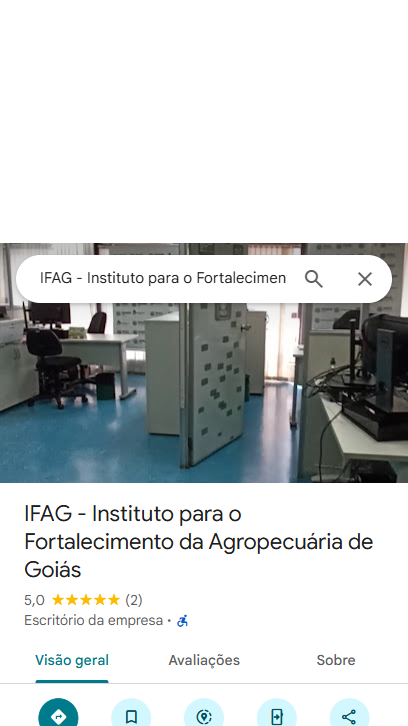 IFAG - Instituto para o Fortalecimen
IFAG - Instituto para o
Fortalecimento da Agropecuária de
Goiás
5,0 (2)
Escritório da empresa ·
Visão geral Avaliações Sobre